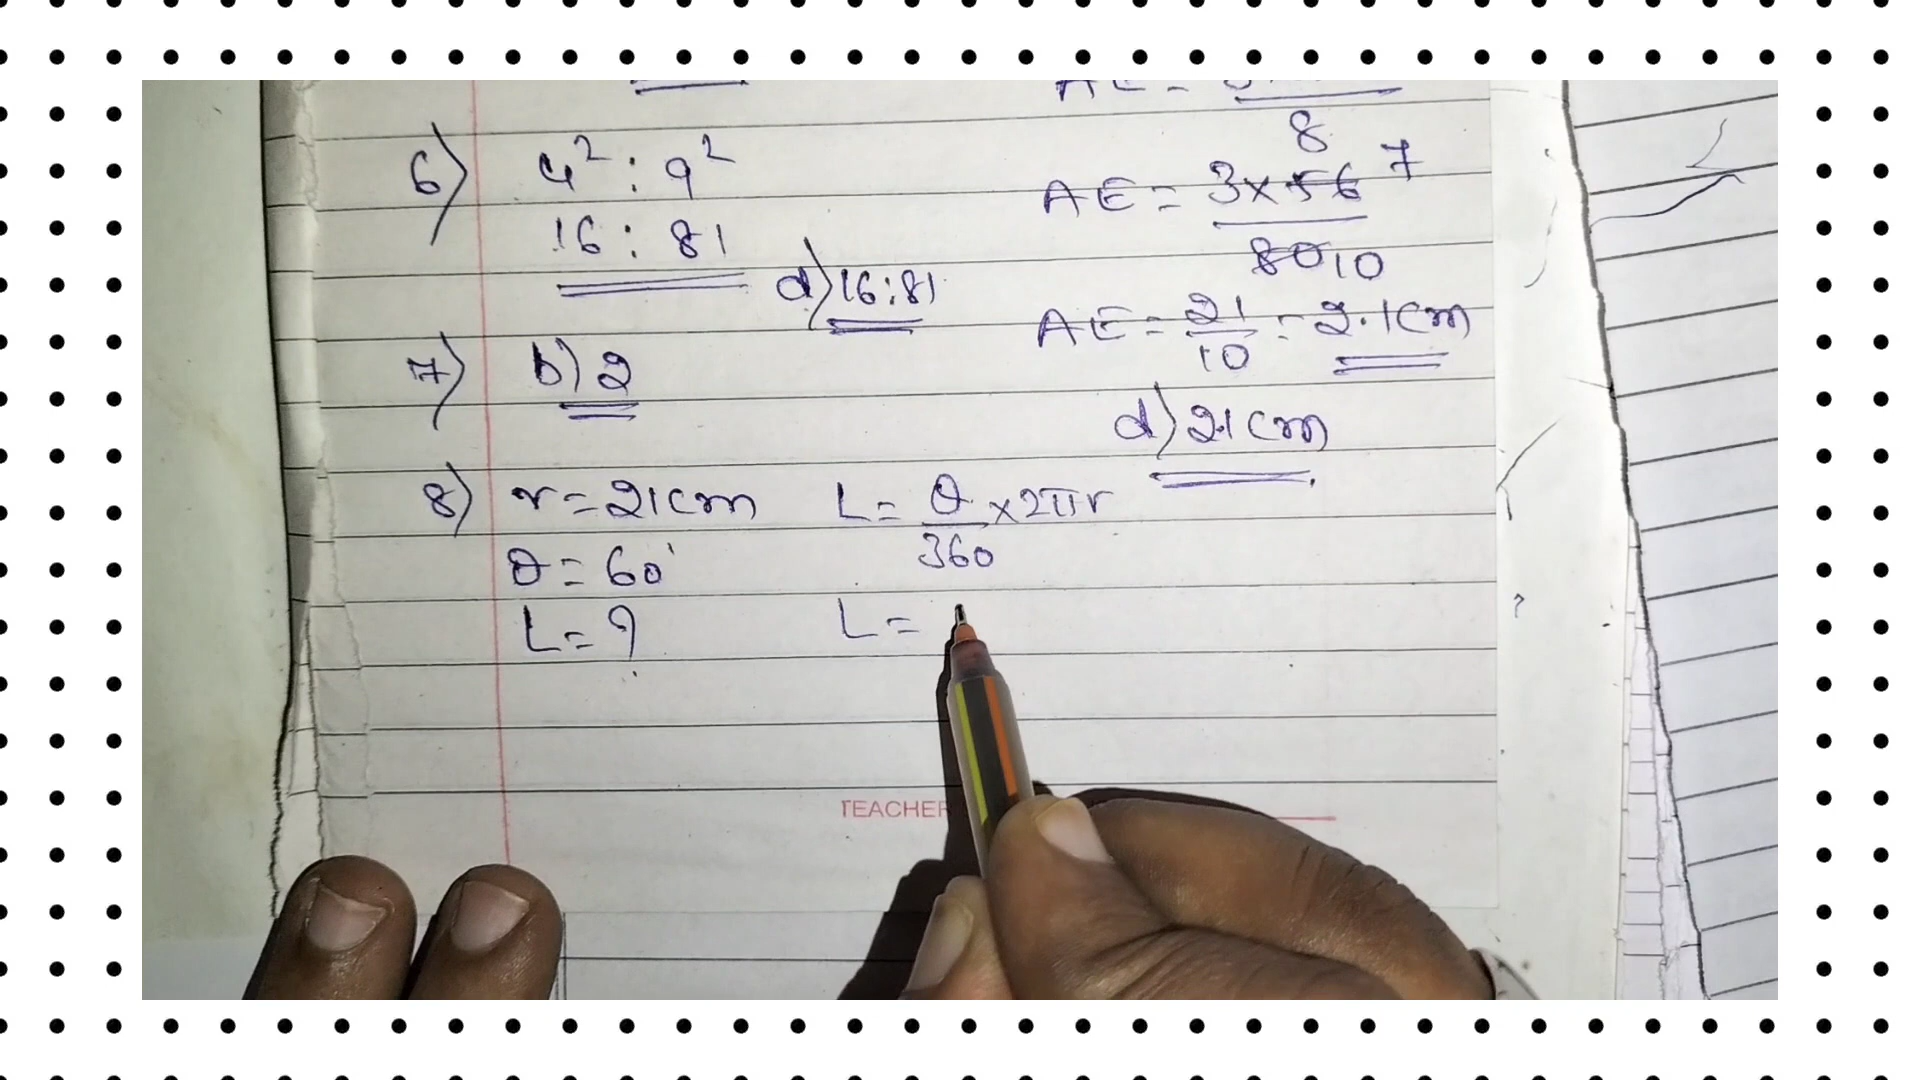 6) 4² : 9²
16 : 81
d) 16:81
7) b) 2
8) r = 21cm
θ = 60°
L = ?
8
AE = 3×56 7
80 10
AE = 21/10 = 2.1cm
d) 2.1cm
L = θ/360 × 2πr
L =
TEACHER